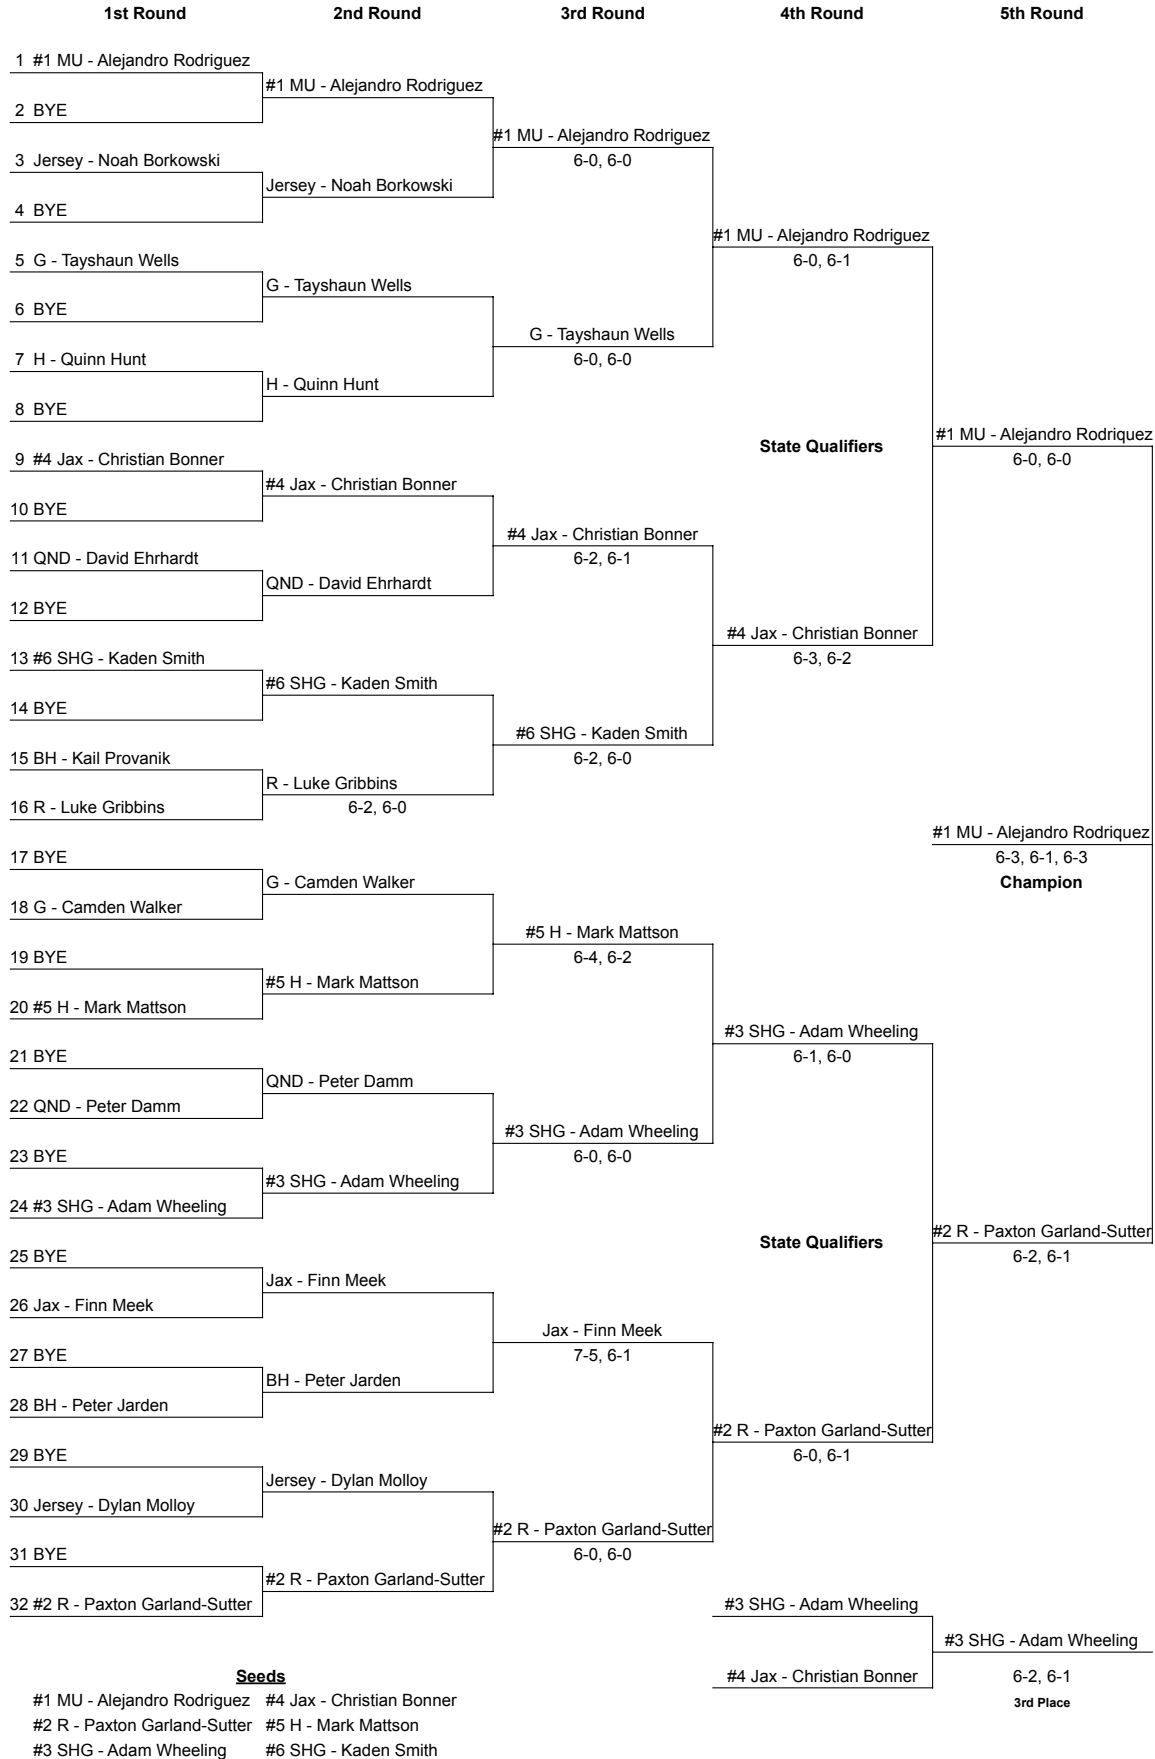 1st Round 2nd Round 3rd Round 4th Round 5th Round
1 #1 MU - Alejandro Rodriguez
#1 MU - Alejandro Rodriguez
2 BYE
#1 MU - Alejandro Rodriguez
3 Jersey - Noah Borkowski
6-0, 6-0
Jersey - Noah Borkowski
4 BYE
#1 MU - Alejandro Rodriguez
5 G - Tayshaun Wells
6-0, 6-1
G - Tayshaun Wells
6 BYE
G - Tayshaun Wells
7 H - Quinn Hunt
6-0, 6-0
H - Quinn Hunt
8 BYE
#1 MU - Alejandro Rodriquez
State Qualifiers
9 #4 Jax - Christian Bonner
6-0, 6-0
#4 Jax - Christian Bonner
10 BYE
#4 Jax - Christian Bonner
11 QND - David Ehrhardt
6-2, 6-1
QND - David Ehrhardt
12 BYE
#4 Jax - Christian Bonner
13 #6 SHG - Kaden Smith
6-3, 6-2
#6 SHG - Kaden Smith
14 BYE
#6 SHG - Kaden Smith
15 BH - Kail Provanik
6-2, 6-0
R - Luke Gribbins
16 R - Luke Gribbins
6-2, 6-0
#1 MU - Alejandro Rodriquez
17 BYE
6-3, 6-1, 6-3
G - Camden Walker
Champion
18 G - Camden Walker
#5 H - Mark Mattson
19 BYE
6-4, 6-2
#5 H - Mark Mattson
20 #5 H - Mark Mattson
#3 SHG - Adam Wheeling
21 BYE
6-1, 6-0
QND - Peter Damm
22 QND - Peter Damm
#3 SHG - Adam Wheeling
23 BYE
6-0, 6-0
#3 SHG - Adam Wheeling
24 #3 SHG - Adam Wheeling
#2 R - Paxton Garland-Sutter
State Qualifiers
25 BYE
6-2, 6-1
Jax - Finn Meek
26 Jax - Finn Meek
Jax - Finn Meek
27 BYE
7-5, 6-1
BH - Peter Jarden
28 BH - Peter Jarden
#2 R - Paxton Garland-Sutter
29 BYE
6-0, 6-1
Jersey - Dylan Molloy
30 Jersey - Dylan Molloy
#2 R - Paxton Garland-Sutter
31 BYE
6-0, 6-0
#2 R - Paxton Garland-Sutter
32 #2 R - Paxton Garland-Sutter
#3 SHG - Adam Wheeling
#3 SHG - Adam Wheeling
Seeds
#4 Jax - Christian Bonner
6-2, 6-1
#1 MU - Alejandro Rodriguez #4 Jax - Christian Bonner
3rd Place
#2 R - Paxton Garland-Sutter #5 H - Mark Mattson
#3 SHG - Adam Wheeling #6 SHG - Kaden Smith